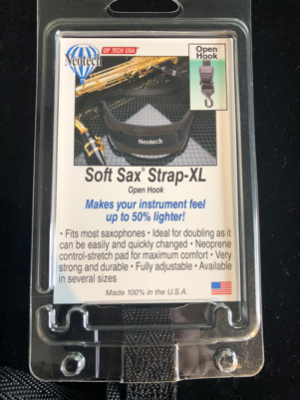 Neotech
OP/TECH USA
Open
Hook
Neotech
Soft Sax® Strap-XL
Open Hook
Makes your instrument feel
up to 50% lighter!
• Fits most saxophones • Ideal for doubling as it
can be easily and quickly changed • Neoprene
control-stretch pad for maximum comfort • Very
strong and durable • Fully adjustable • Available
in several sizes
Made 100% in the U.S.A.